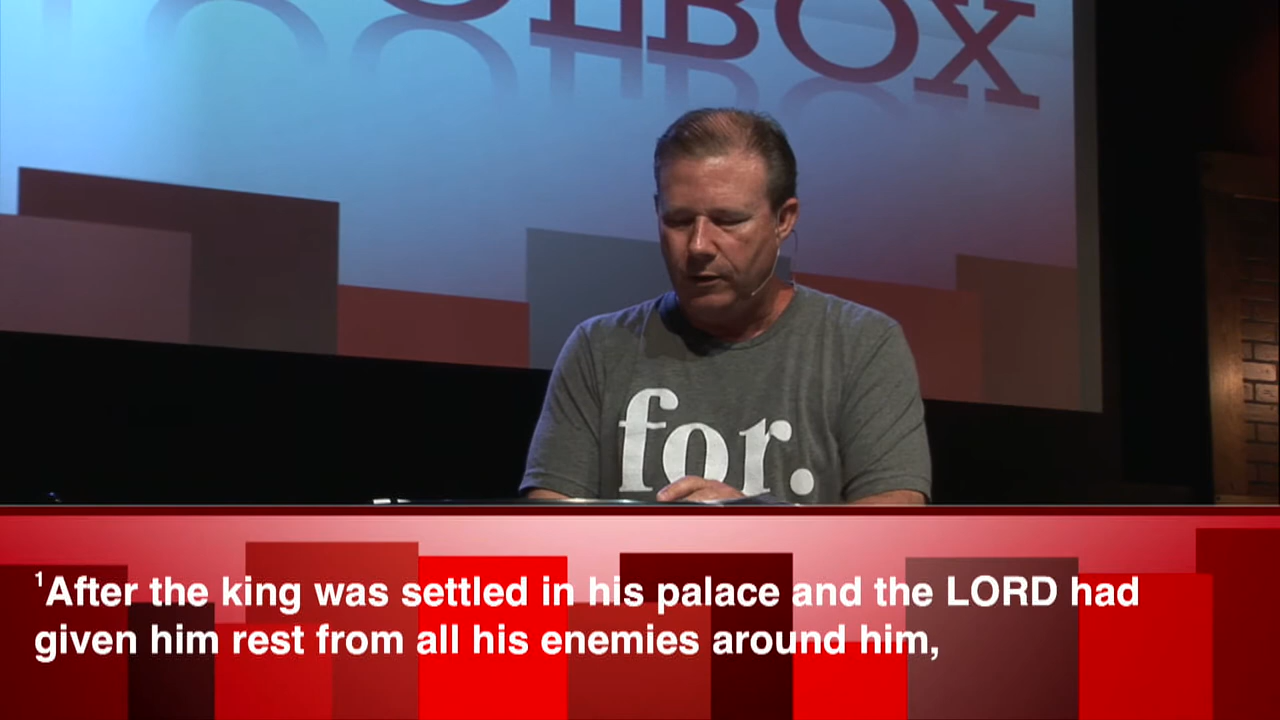 BOX
for.
¹After the king was settled in his palace and the LORD had
given him rest from all his enemies around him,